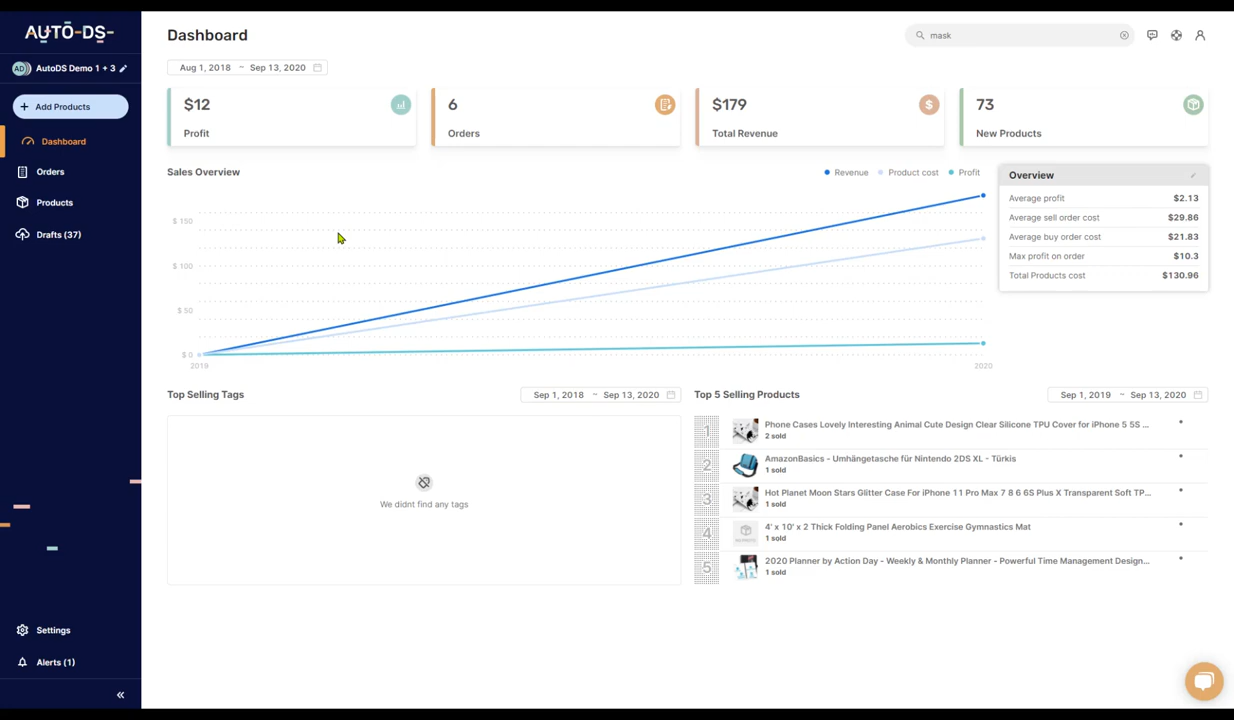 AUTO-DS
Dashboard
mask
AD
AutoDS Demo 1 + 3
Aug 1, 2018 ~ Sep 13, 2020
+ Add Products
$12
Profit
6
Orders
$179
Total Revenue
73
New Products
Dashboard
Orders
Products
Drafts (37)
Sales Overview
Revenue
Product cost
Profit
$ 150
$ 100
$ 50
$ 0
2019
2020
Overview
Average profit $2.13
Average sell order cost $29.86
Average buy order cost $21.83
Max profit on order $10.3
Total Products cost $130.96
Top Selling Tags
Sep 1, 2018 ~ Sep 13, 2020
We didnt find any tags
Top 5 Selling Products
Sep 1, 2019 ~ Sep 13, 2020
1
Phone Cases Lovely Interesting Animal Cute Design Clear Silicone TPU Cover for iPhone 5 5S ...
2 sold
2
AmazonBasics - Umhängetasche für Nintendo 2DS XL - Türkis
1 sold
3
Hot Planet Moon Stars Glitter Case For iPhone 11 Pro Max 7 8 6 6S Plus X Transparent Soft TP...
1 sold
4
4' x 10' x 2 Thick Folding Panel Aerobics Exercise Gymnastics Mat
1 sold
5
2020 Planner by Action Day - Weekly & Monthly Planner - Powerful Time Management Design...
1 sold
Settings
Alerts (1)